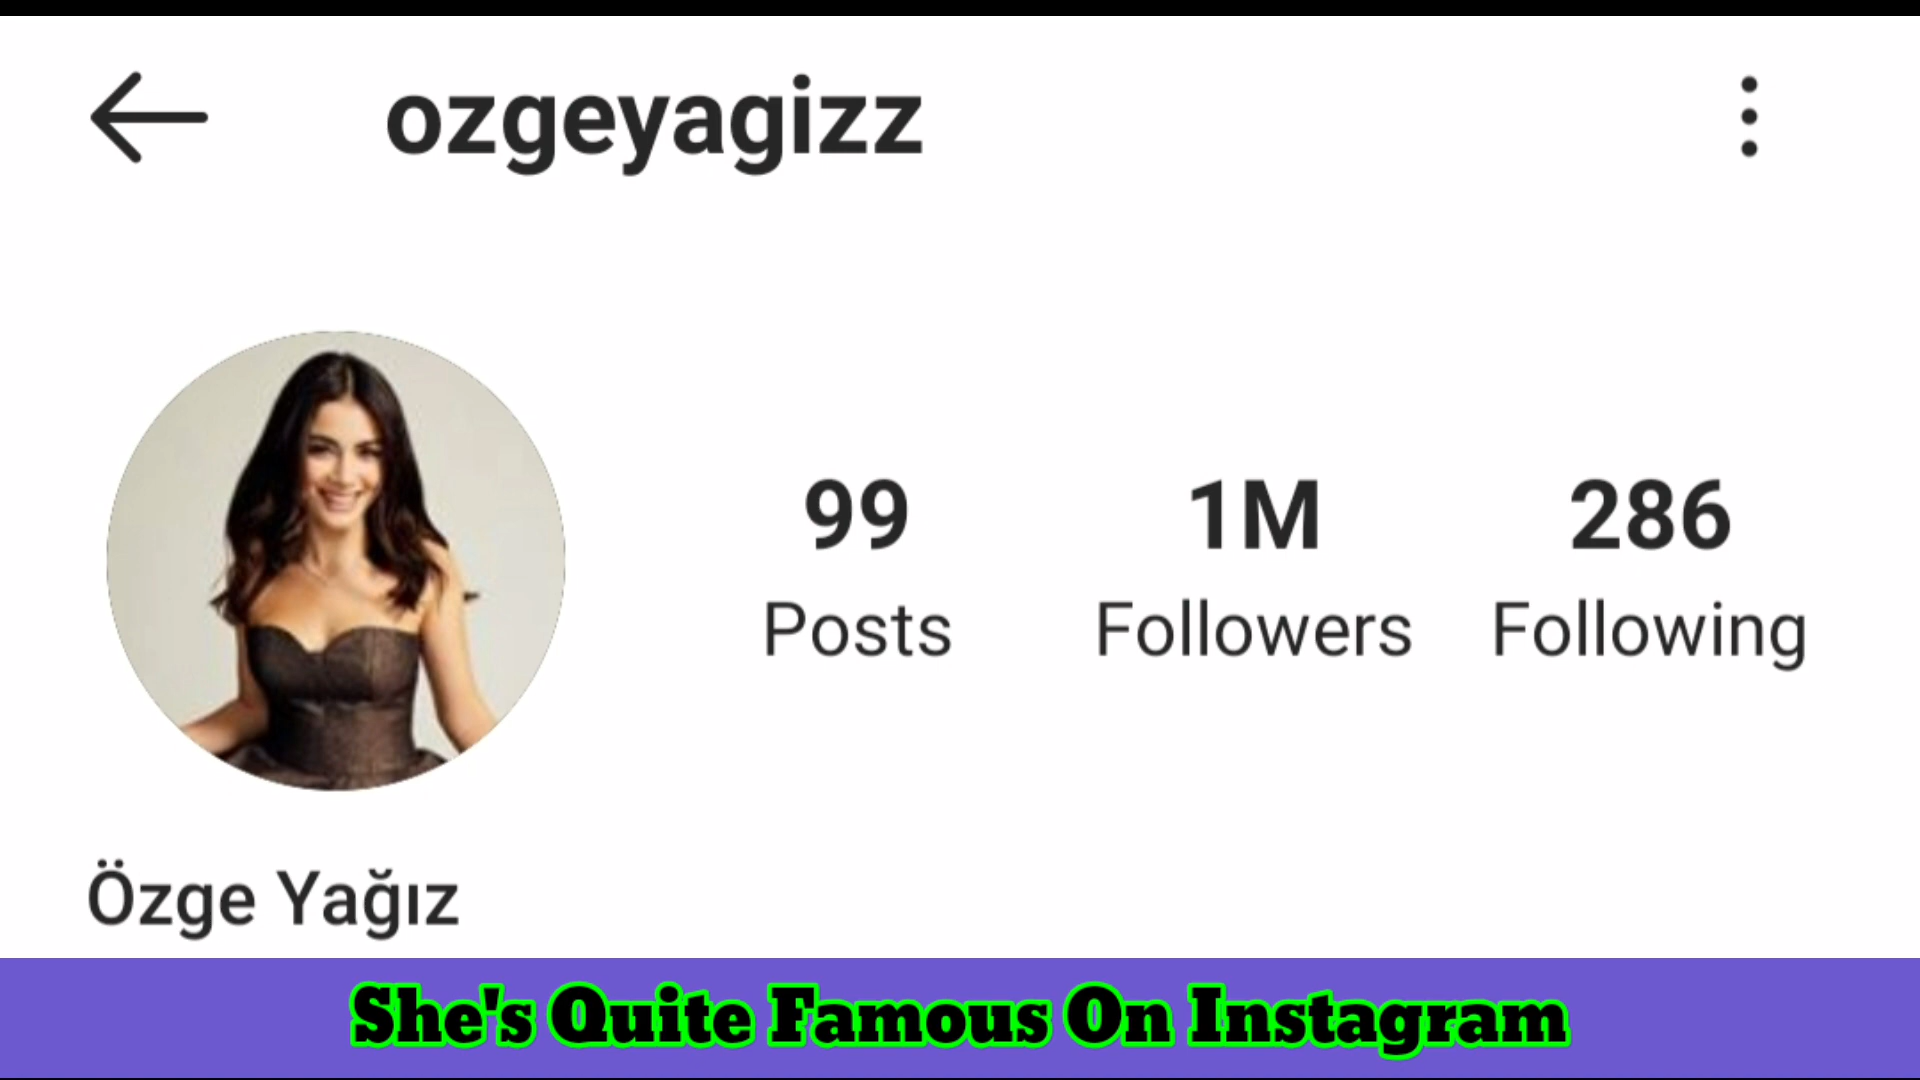 ozgeyagizz
99 1M 286
Posts Followers Following
Özge Yağız
She's Quite Famous On Instagram